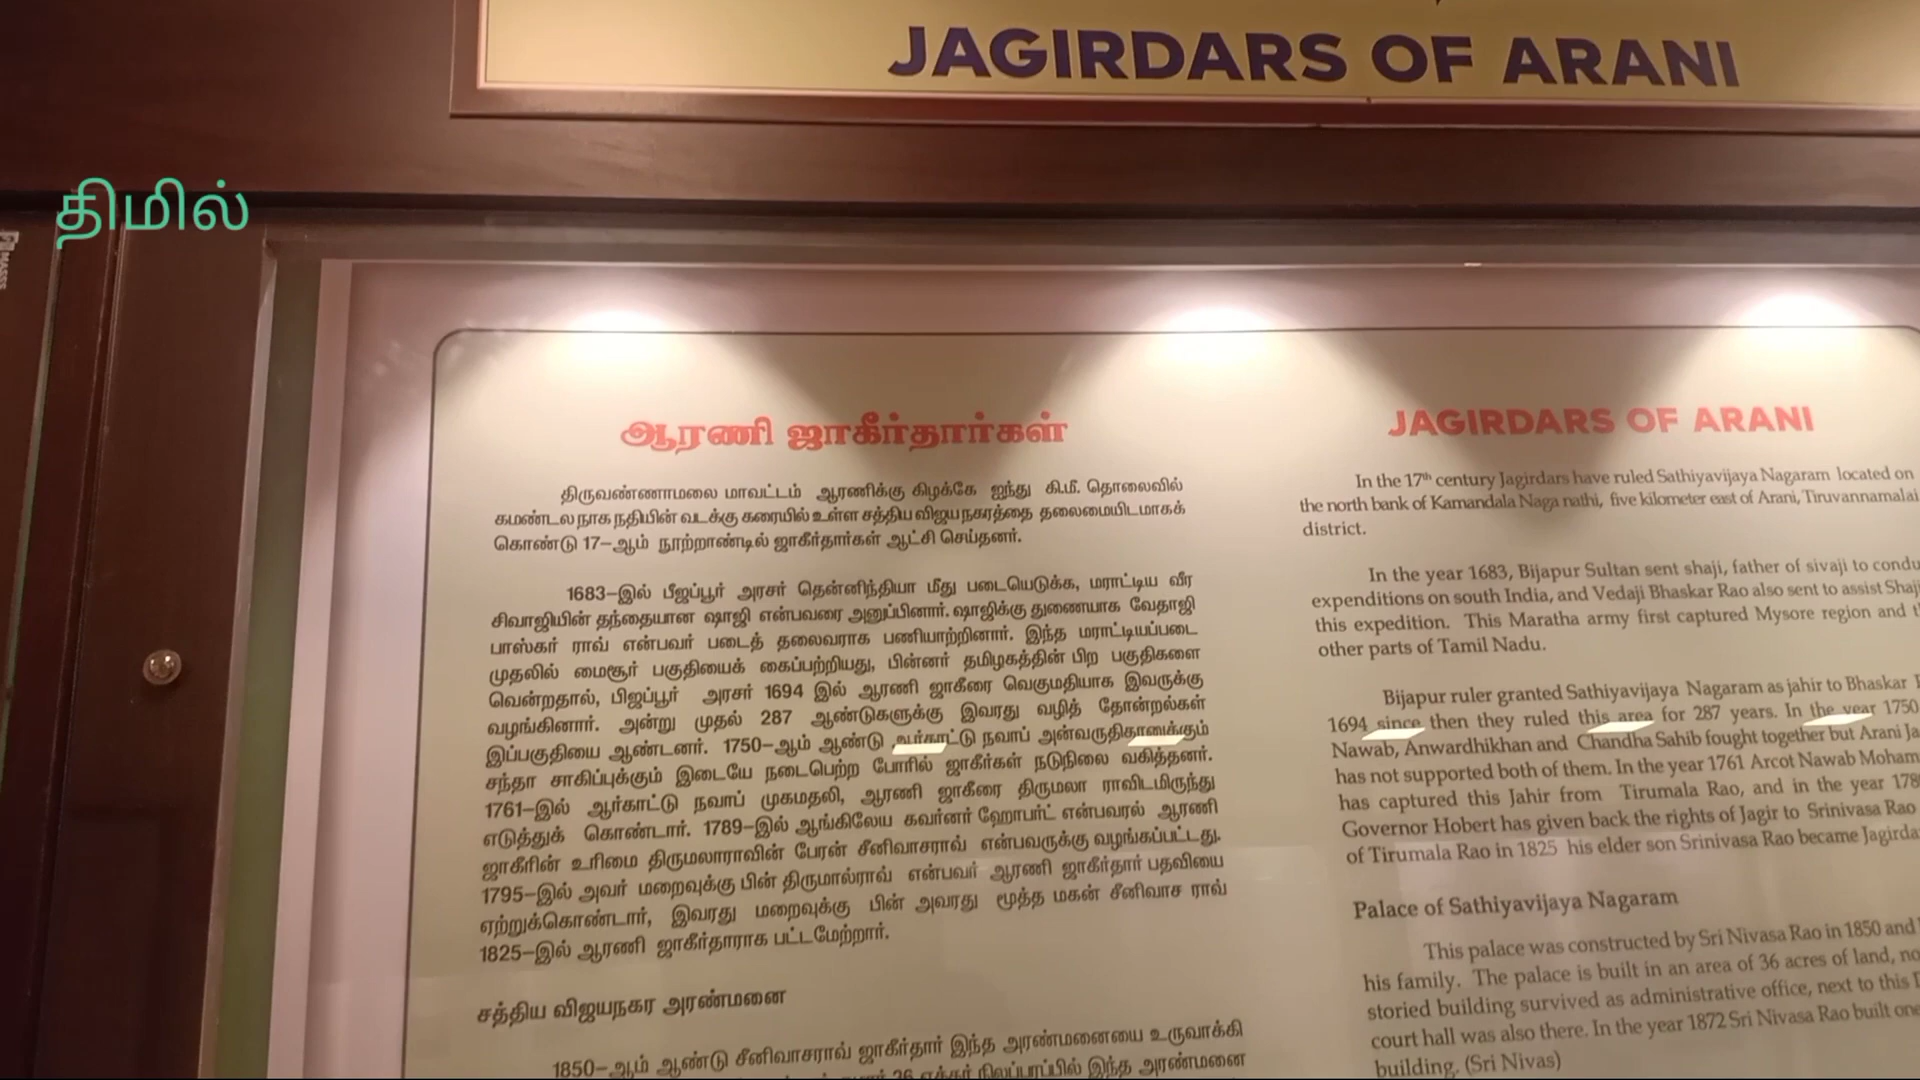 JAGIRDARS OF ARANI
திமில்
MASSS
ஆரணி ஜாகீர்தார்கள்
திருவண்ணாமலை மாவட்டம் ஆரணிக்கு கிழக்கே ஐந்து கி.மீ. தொலைவில்
கமண்டல நாக நதியின் வடக்கு கரையில் உள்ள சத்திய விஜய நகரத்தை தலைமையிடமாகக்
கொண்டு 17–ஆம் நூற்றாண்டில் ஜாகீர்தார்கள் ஆட்சி செய்தனர்.
1683–இல் பீஜப்பூர் அரசர் தென்னிந்தியா மீது படையெடுக்க, மராட்டிய வீர
சிவாஜியின் தந்தையான ஷாஜி என்பவரை அனுப்பினார். ஷாஜிக்கு துணையாக வேதாஜி
பாஸ்கர் ராவ் என்பவர் படைத் தலைவராக பணியாற்றினார். இந்த மராட்டியப்படை
முதலில் மைசூர் பகுதியைக் கைப்பற்றியது, பின்னர் தமிழகத்தின் பிற பகுதிகளை
வென்றதால், பிஜப்பூர் அரசர் 1694 இல் ஆரணி ஜாகீரை வெகுமதியாக இவருக்கு
வழங்கினார். அன்று முதல் 287 ஆண்டுகளுக்கு இவரது வழித் தோன்றல்கள்
இப்பகுதியை ஆண்டனர். 1750–ஆம் ஆண்டு ஆர்காட்டு நவாப் அன்வருதிகானுக்கும்
சந்தா சாகிப்புக்கும் இடையே நடைபெற்ற போரில் ஜாகீர்கள் நடுநிலை வகித்தனர்.
1761–இல் ஆர்காட்டு நவாப் முகமதலி, ஆரணி ஜாகீரை திருமலா ராவிடமிருந்து
எடுத்துக் கொண்டார். 1789–இல் ஆங்கிலேய கவர்னர் ஹோபர்ட் என்பவரல் ஆரணி
ஜாகீரின் உரிமை திருமலாராவின் பேரன் சீனிவாசராவ் என்பவருக்கு வழங்கப்பட்டது.
1795–இல் அவர் மறைவுக்கு பின் திருமால்ராவ் என்பவர் ஆரணி ஜாகீர்தார் பதவியை
ஏற்றுக்கொண்டார், இவரது மறைவுக்கு பின் அவரது மூத்த மகன் சீனிவாச ராவ்
1825–இல் ஆரணி ஜாகீர்தாராக பட்டமேற்றார்.
சத்திய விஜயநகர அரண்மனை
1850–ஆம் ஆண்டு சீனிவாசராவ் ஜாகீர்தார் இந்த அரண்மனையை உருவாக்கி
36 ஏக்கர் நிலப்பரப்பில் இந்த அரண்மனை
JAGIRDARS OF ARANI
In the 17th century Jagirdars have ruled Sathiyavijaya Nagaram located on
the north bank of Kamandala Naga nathi, five kilometer east of Arani, Tiruvannamalai
district.
In the year 1683, Bijapur Sultan sent shaji, father of sivaji to condu
expenditions on south India, and Vedaji Bhaskar Rao also sent to assist Shaji
this expedition. This Maratha army first captured Mysore region and t
other parts of Tamil Nadu.
Bijapur ruler granted Sathiyavijaya Nagaram as jahir to Bhaskar
1694 since then they ruled this area for 287 years. In the year 1750
Nawab, Anwardhikhan and Chandha Sahib fought together but Arani Ja
has not supported both of them. In the year 1761 Arcot Nawab Moham
has captured this Jahir from Tirumala Rao, and in the year 178
Governor Hobert has given back the rights of Jagir to Srinivasa Rao
of Tirumala Rao in 1825 his elder son Srinivasa Rao became Jagirda
Palace of Sathiyavijaya Nagaram
This palace was constructed by Sri Nivasa Rao in 1850 and
his family. The palace is built in an area of 36 acres of land, no
storied building survived as administrative office, next to this
court hall was also there. In the year 1872 Sri Nivasa Rao built one
building. (Sri Nivas)